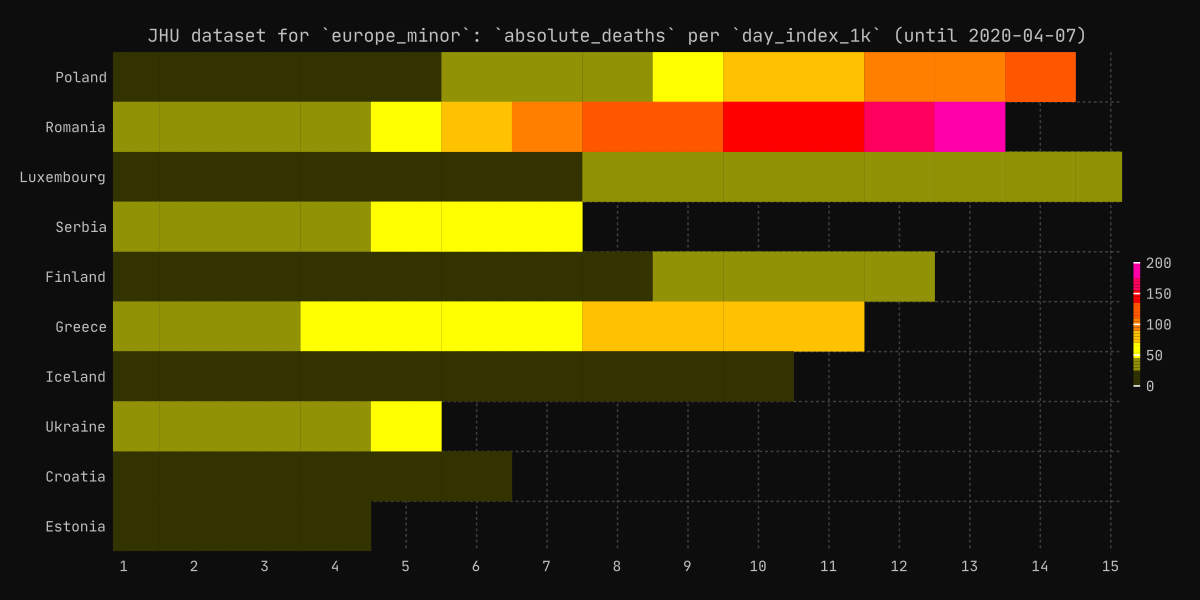 JHU dataset for `europe_minor`: `absolute_deaths` per `day_index_1k` (until 2020-04-07)
Poland
Romania
Luxembourg
Serbia
Finland
Greece
Iceland
Ukraine
Croatia
Estonia
1 2 3 4 5 6 7 8 9 10 11 12 13 14 15
200
150
100
50
0